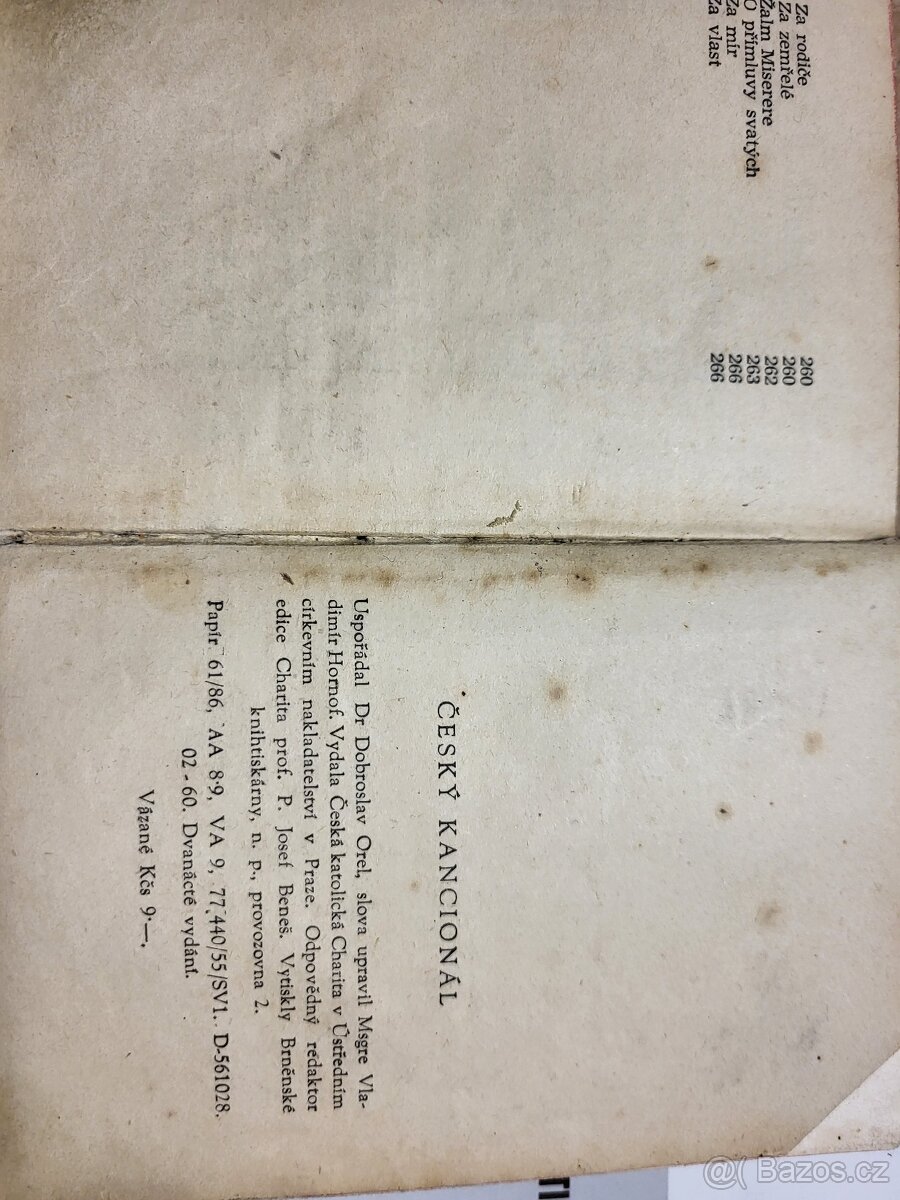 Za rodiče 260
Za zemřelé 260
Žalm Miserere 262
O přímluvy svatých 263
Za mír 266
Za vlast 266
ČESKÝ KANCIONÁL
Uspořádal Dr Dobroslav Orel, slova upravil Msgre Vla-
dimír Hornof. Vydala Česká katolická Charita v Ústředním
církevním nakladatelství v Praze. Odpovědný redaktor
edice Charita prof. P. Josef Beneš. Vytiskly Brněnské
knihtiskárny, n. p., provozovna 2.
Papír 61/86, AA 8·9, VA 9, 77.440/55/SV1. D-561028.
02 - 60. Dvanácté vydání.
Vázané Kčs 9·—.
@( Bazos.cz